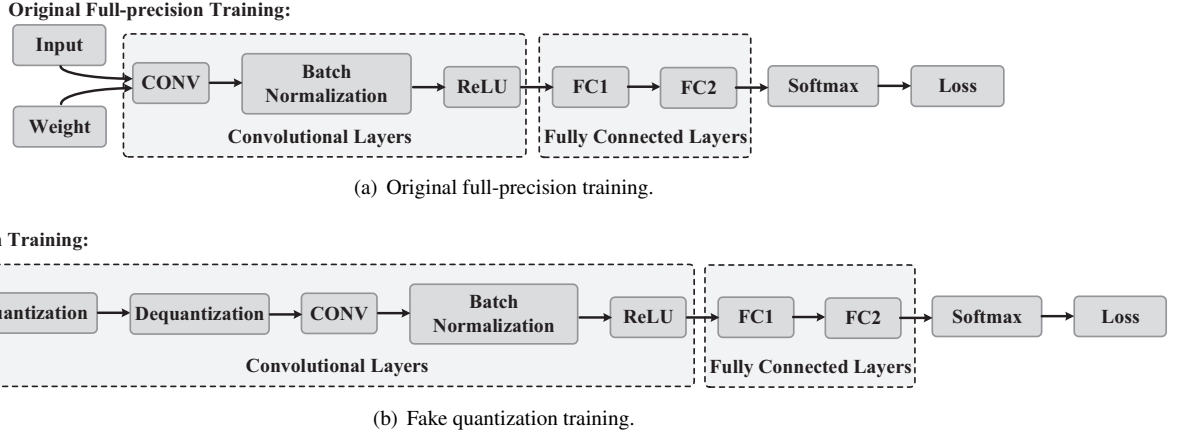 Original Full-precision Training:
Input
Weight
CONV
Batch
Normalization
ReLU
Convolutional Layers
FC1
FC2
Fully Connected Layers
Softmax
Loss
(a) Original full-precision training.
Training:
Dequantization
CONV
Batch
Normalization
ReLU
Convolutional Layers
FC1
FC2
Fully Connected Layers
Softmax
Loss
(b) Fake quantization training.